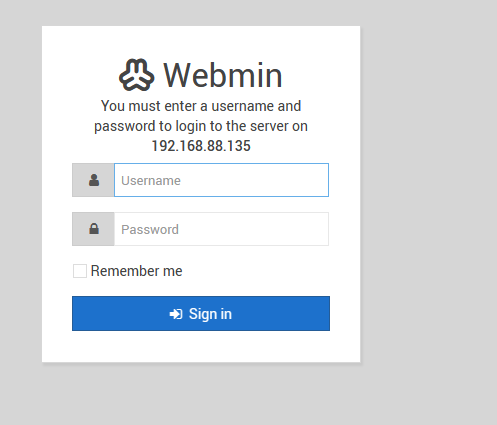 Webmin
You must enter a username and
password to login to the server on
192.168.88.135
Username
Password
Remember me
Sign in